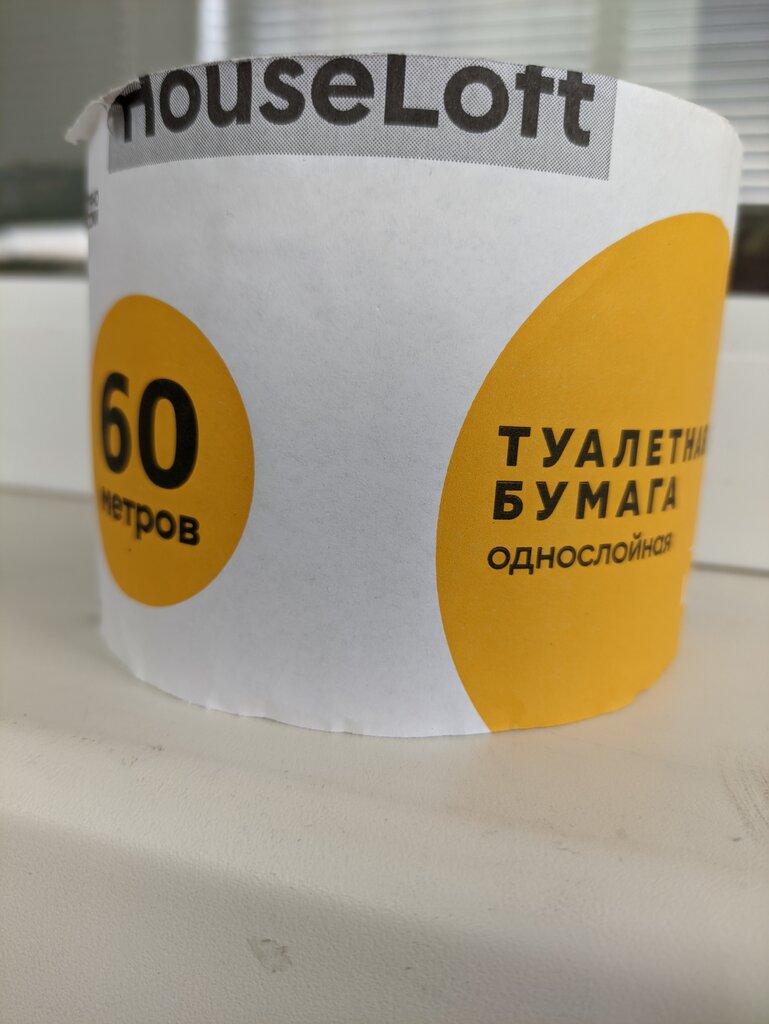 HouseLoft
60
метров
ТУАЛЕТНАЯ
БУМАГА
однослойная